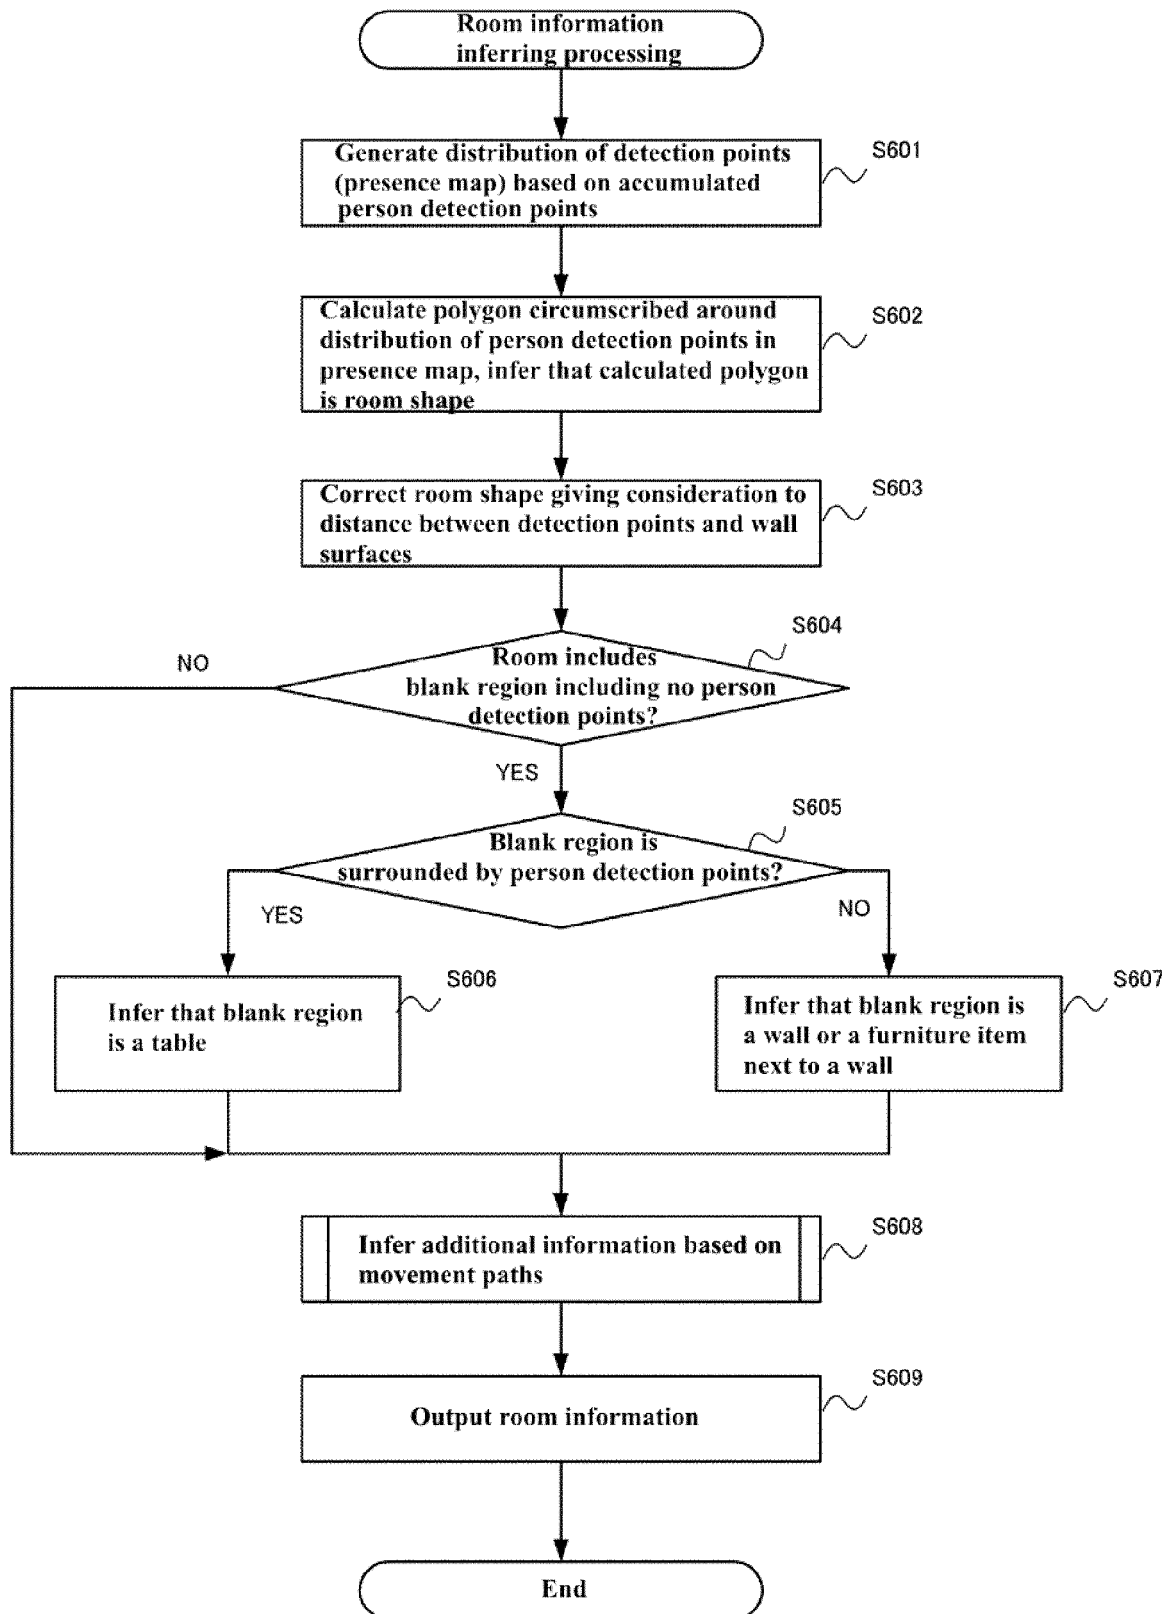 Room information
inferring processing
S601
Generate distribution of detection points
(presence map) based on accumulated
person detection points
S602
Calculate polygon circumscribed around
distribution of person detection points in
presence map, infer that calculated polygon
is room shape
S603
Correct room shape giving consideration to
distance between detection points and wall
surfaces
S604
NO
Room includes
blank region including no person
detection points?
YES
S605
Blank region is
surrounded by person detection points?
YES
NO
S606
Infer that blank region
is a table
S607
Infer that blank region is
a wall or a furniture item
next to a wall
S608
Infer additional information based on
movement paths
S609
Output room information
End